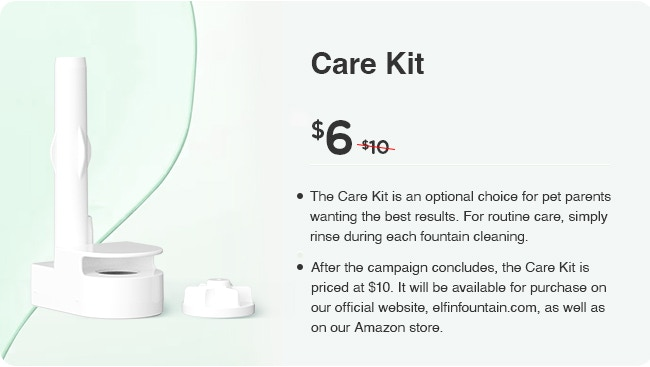 Care Kit
$6 $10
• The Care Kit is an optional choice for pet parents
wanting the best results. For routine care, simply
rinse during each fountain cleaning.
• After the campaign concludes, the Care Kit is
priced at $10. It will be available for purchase on
our official website, elfinfountain.com, as well as
on our Amazon store.